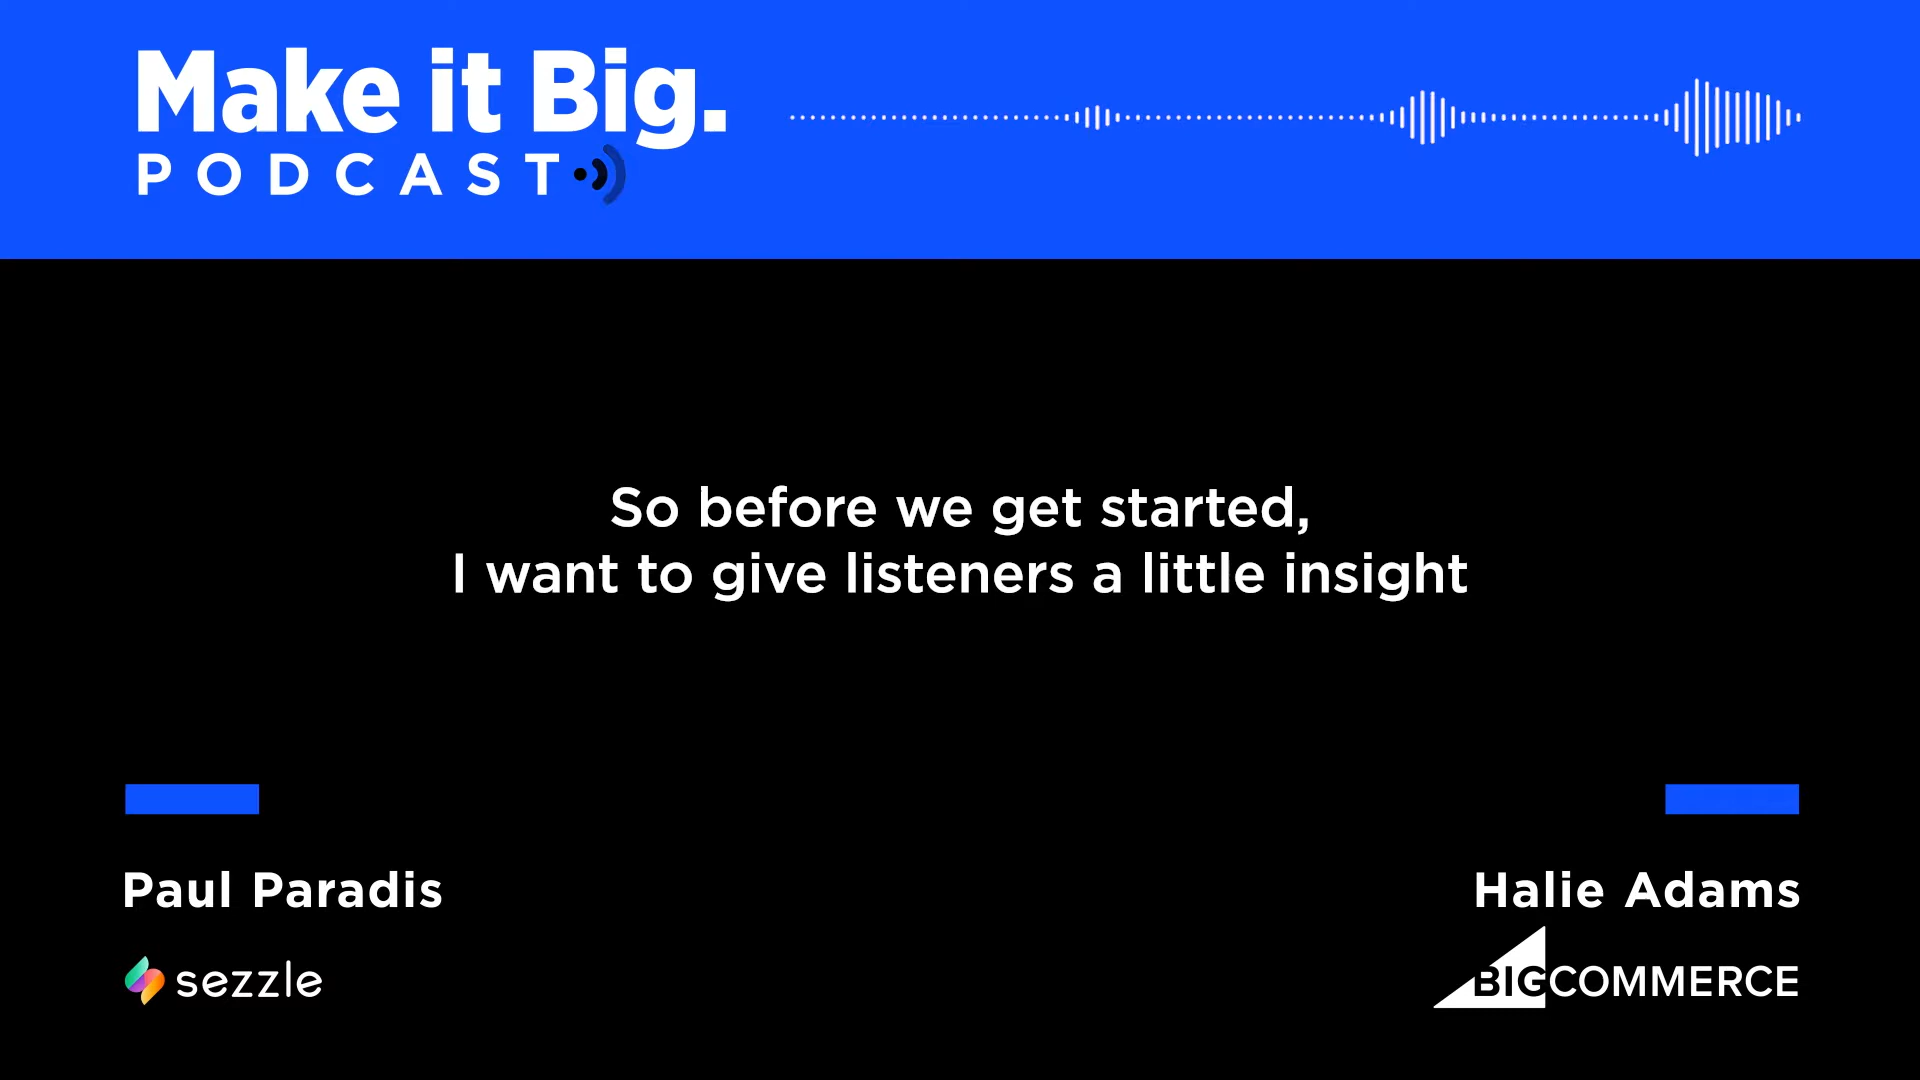 Make it Big.
PODCAST
So before we get started,
I want to give listeners a little insight
Paul Paradis
Halie Adams
sezzle
BIGCOMMERCE